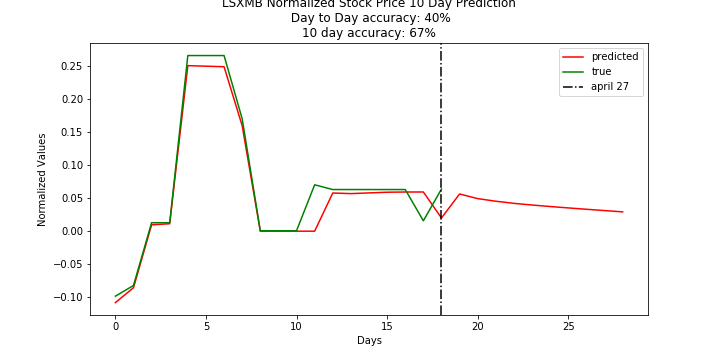 LSXMB Normalized Stock Price 10 Day Prediction
Day to Day accuracy: 40%
10 day accuracy: 67%
predicted
true
april 27
Normalized Values
0.25
0.20
0.15
0.10
0.05
0.00
−0.05
−0.10
0 5 10 15 20 25
Days